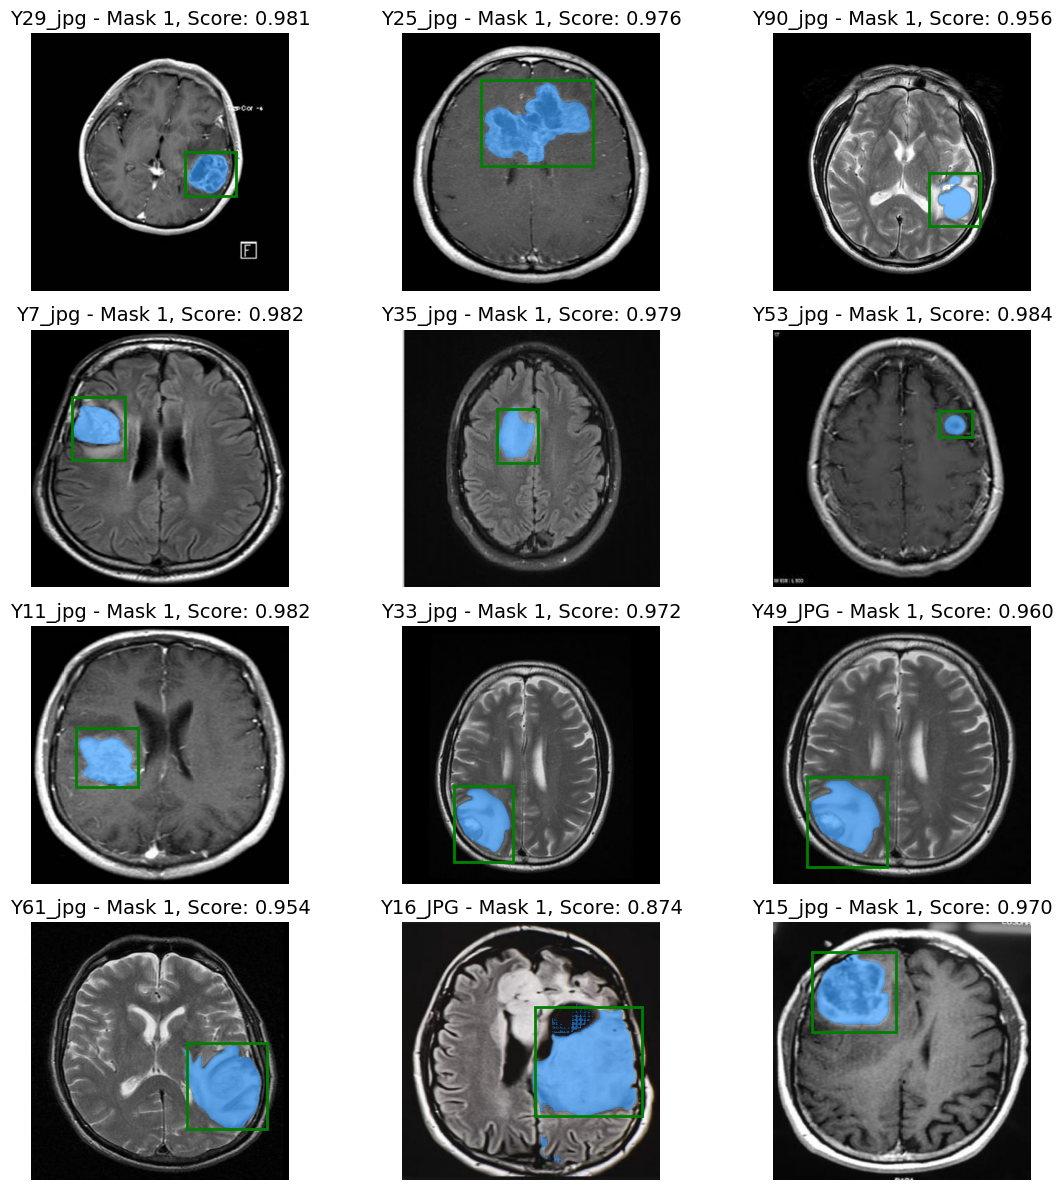 Y29_jpg - Mask 1, Score: 0.981
Y25_jpg - Mask 1, Score: 0.976
Y90_jpg - Mask 1, Score: 0.956
F
Y7_jpg - Mask 1, Score: 0.982
Y35_jpg - Mask 1, Score: 0.979
Y53_jpg - Mask 1, Score: 0.984
Y11_jpg - Mask 1, Score: 0.982
Y33_jpg - Mask 1, Score: 0.972
Y49_JPG - Mask 1, Score: 0.960
Y61_jpg - Mask 1, Score: 0.954
Y16_JPG - Mask 1, Score: 0.874
Y15_jpg - Mask 1, Score: 0.970